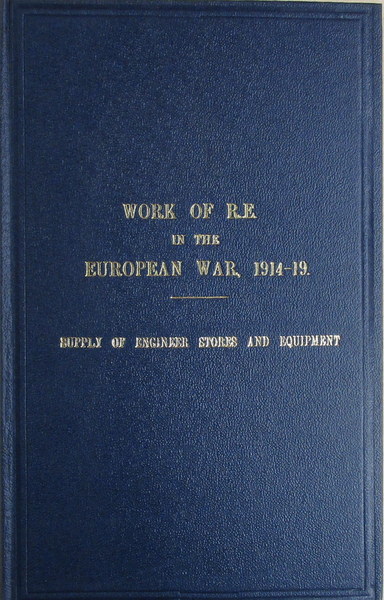 WORK OF R.E.
IN THE
EUROPEAN WAR, 1914-19.
SUPPLY OF ENGINEER STORES AND EQUIPMENT